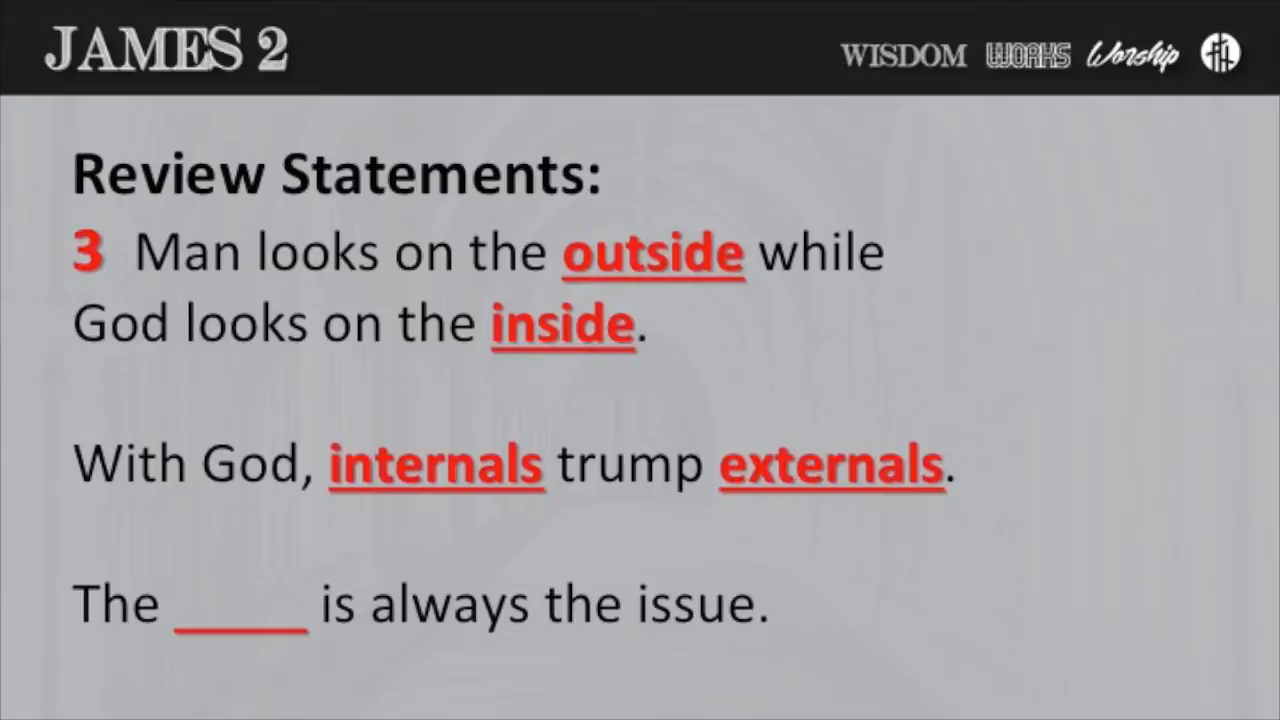 JAMES 2
WISDOM WORKS Worship
Review Statements:
3 Man looks on the outside while
God looks on the inside.
With God, internals trump externals.
The _____ is always the issue.